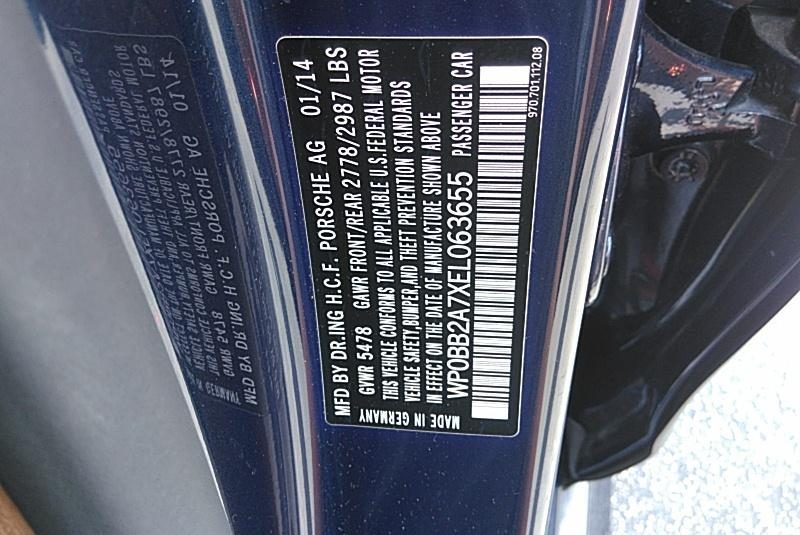 MFD BY DR.ING H.C.F. PORSCHE AG 01/14
GVWR 5478 GAWR FRONT/REAR 2778/2987 LBS
THIS VEHICLE CONFORMS TO ALL APPLICABLE U.S. FEDERAL MOTOR
VEHICLE SAFETY,BUMPER,AND THEFT PREVENTION STANDARDS
IN EFFECT ON THE DATE OF MANUFACTURE SHOWN ABOVE
WP0BB2A7XEL063655 PASSENGER CAR
MADE IN GERMANY
970.701.112.08